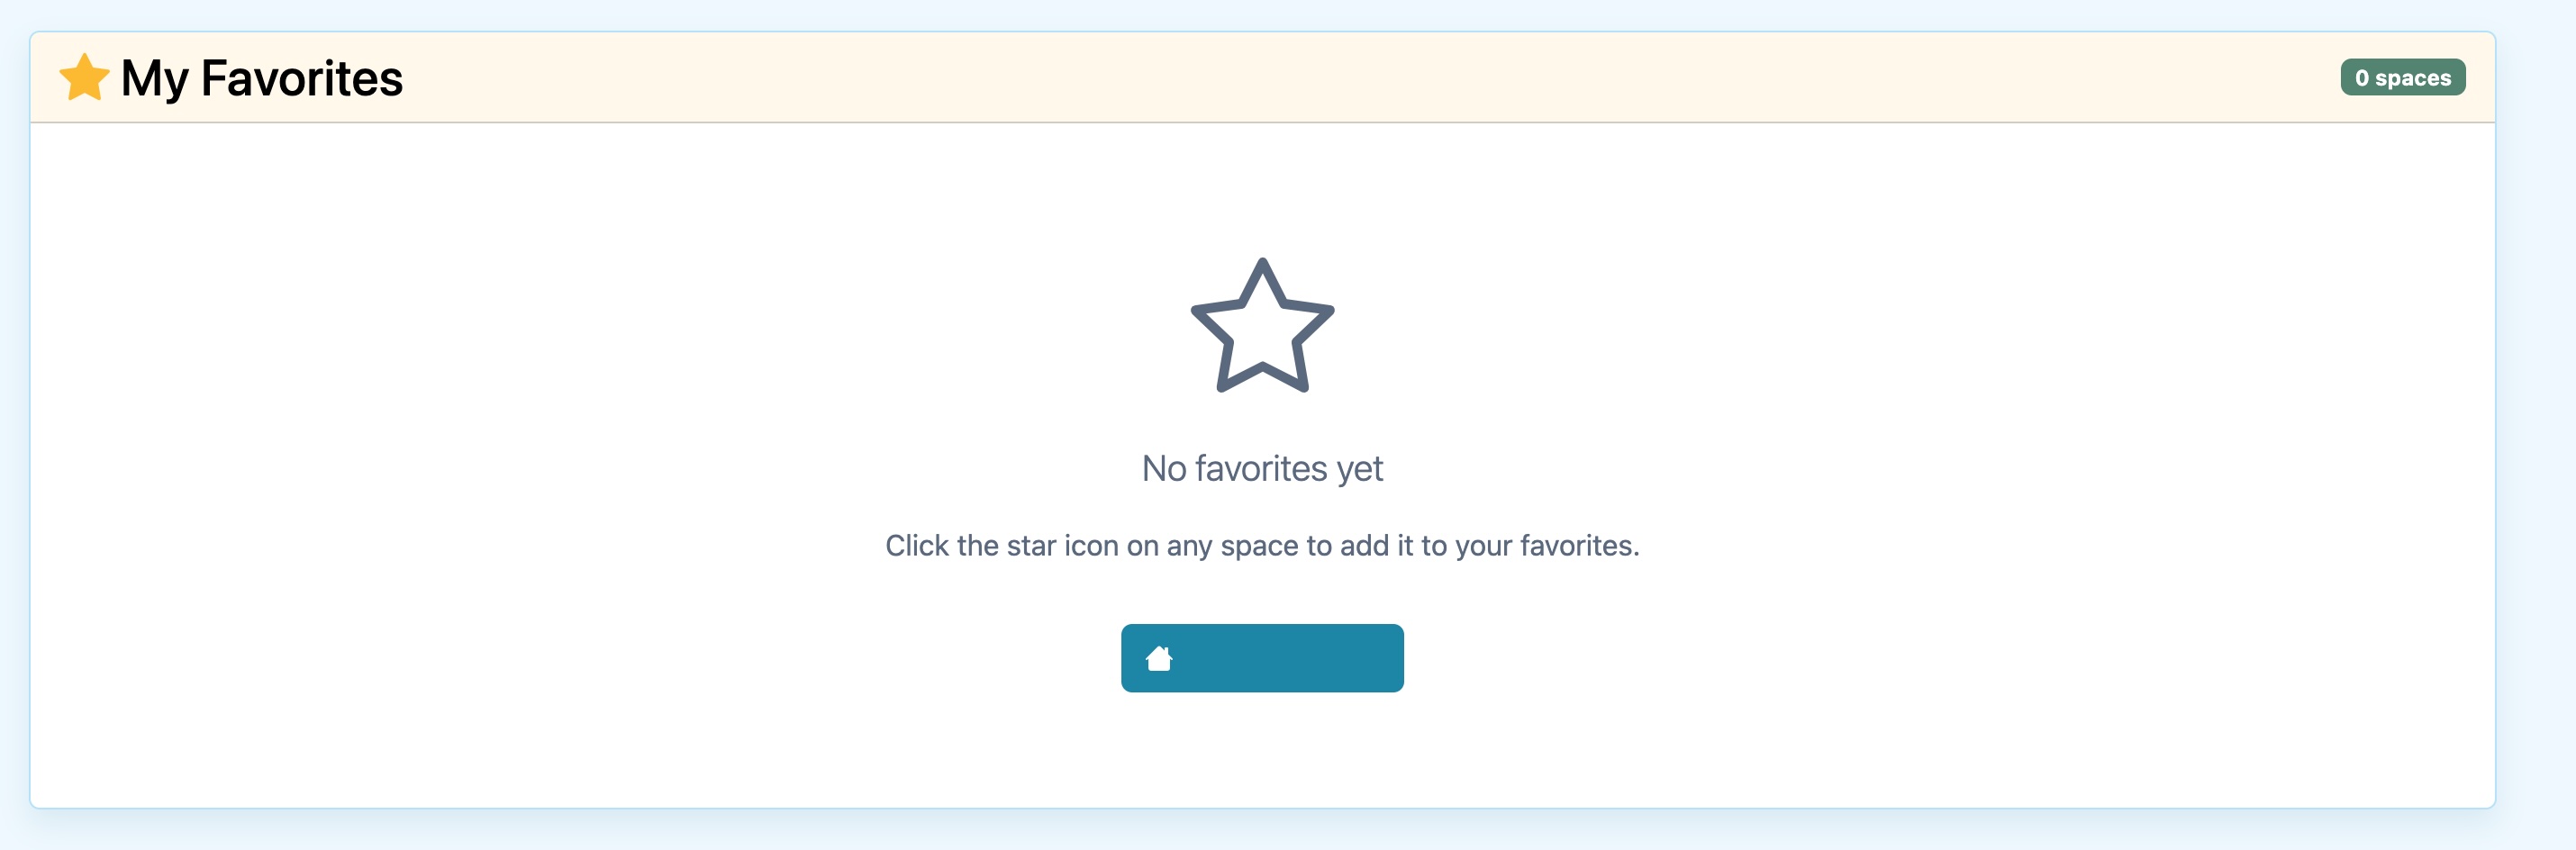 My Favorites
0 spaces
No favorites yet
Click the star icon on any space to add it to your favorites.